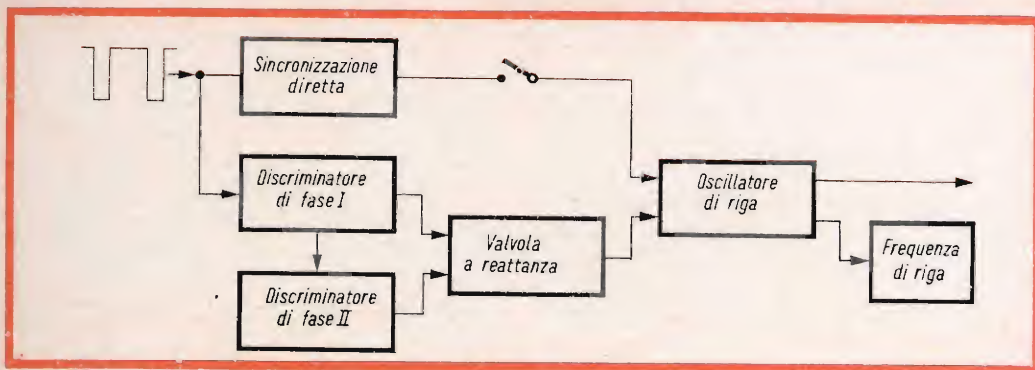 Sincronizzazione
diretta
Discriminatore
di fase I
Discriminatore
di fase II
Valvola
a reattanza
Oscillatore
di riga
Frequenza
di riga